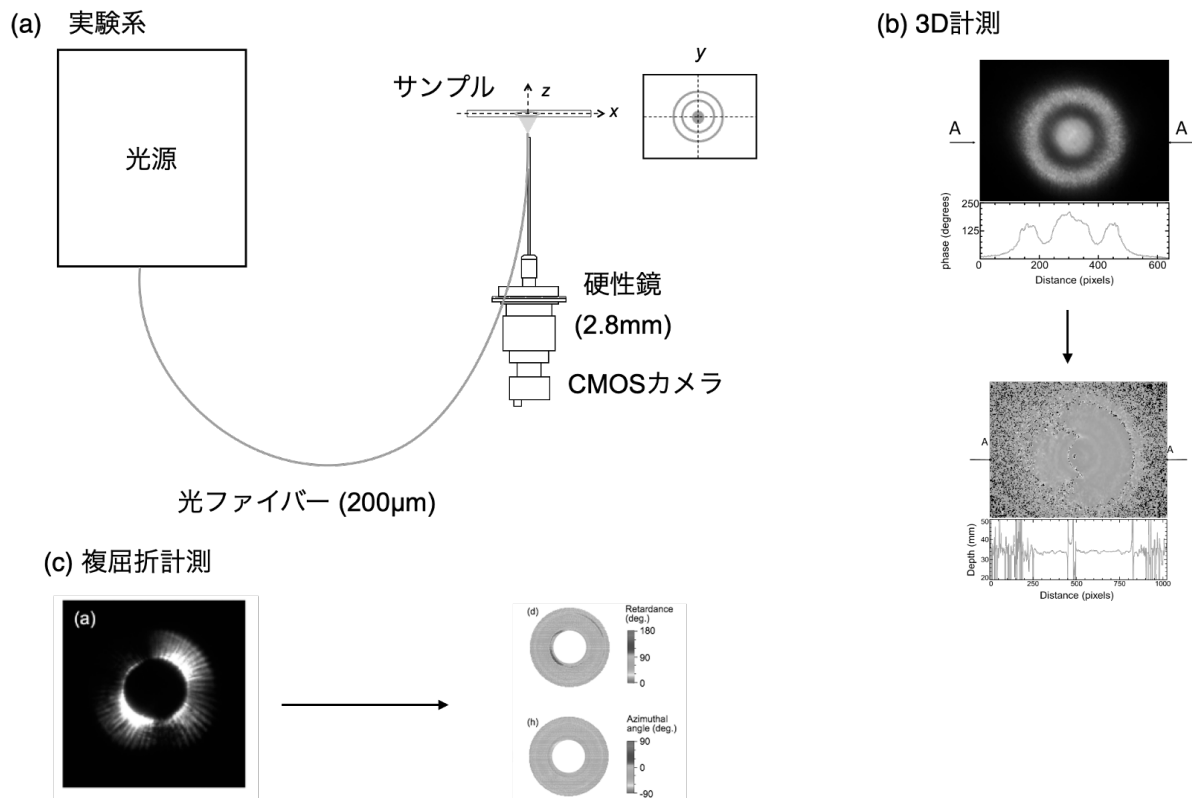 (a) 実験系
光源
サンプル
z
x
y
硬性鏡
(2.8mm)
CMOSカメラ
光ファイバー (200μm)
(b) 3D計測
A
A
phase (degrees)
250
125
0
200
400
600
Distance (pixels)
A
A
Depth (mm)
50
40
30
20
0
250
500
750
1000
Distance (pixels)
(c) 複屈折計測
(a)
(d)
Retardance
(deg.)
180
90
0
(h)
Azimuthal
angle (deg.)
90
0
-90